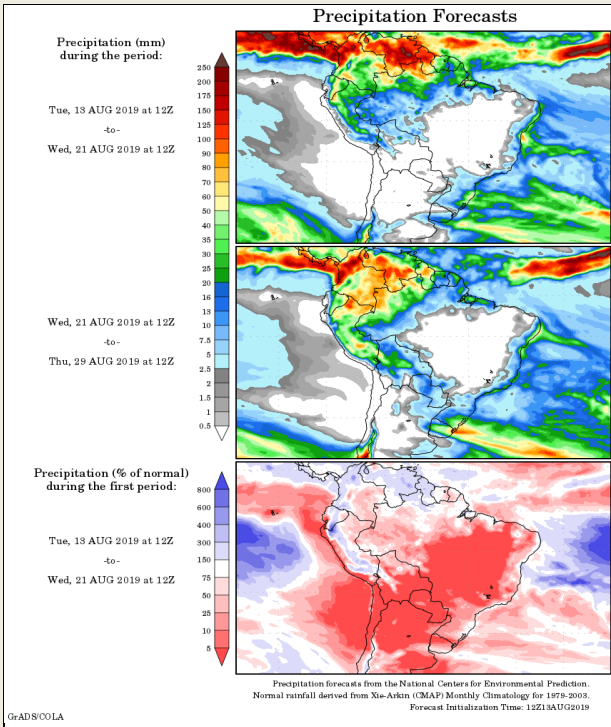 Precipitation Forecasts
Precipitation (mm)
during the period:
Tue, 13 AUG 2019 at 12Z
-to-
Wed, 21 AUG 2019 at 12Z
250
200
175
150
125
100
90
80
70
60
50
40
35
30
25
20
16
13
10
7.5
5
2.5
2
1.5
1
0.5
Wed, 21 AUG 2019 at 12Z
-to-
Thu, 29 AUG 2019 at 12Z
Precipitation (% of normal)
during the first period:
Tue, 13 AUG 2019 at 12Z
-to-
Wed, 21 AUG 2019 at 12Z
800
600
400
300
150
75
50
25
10
5
Precipitation forecasts from the National Centers for Environmental Prediction.
Normal rainfall derived from Xie-Arkin (CMAP) Monthly Climatology for 1979-2003.
Forecast Initialization Time: 12Z13AUG2019
GrADS/COLA